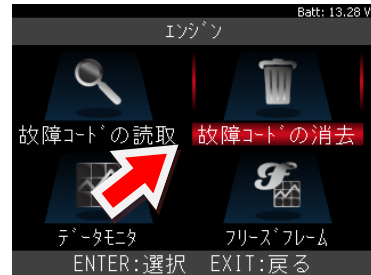 Batt: 13.28 V
エンジン
故障コードの読取 故障コードの消去
データモニタ フリーズフレーム
ENTER:選択 EXIT:戻る